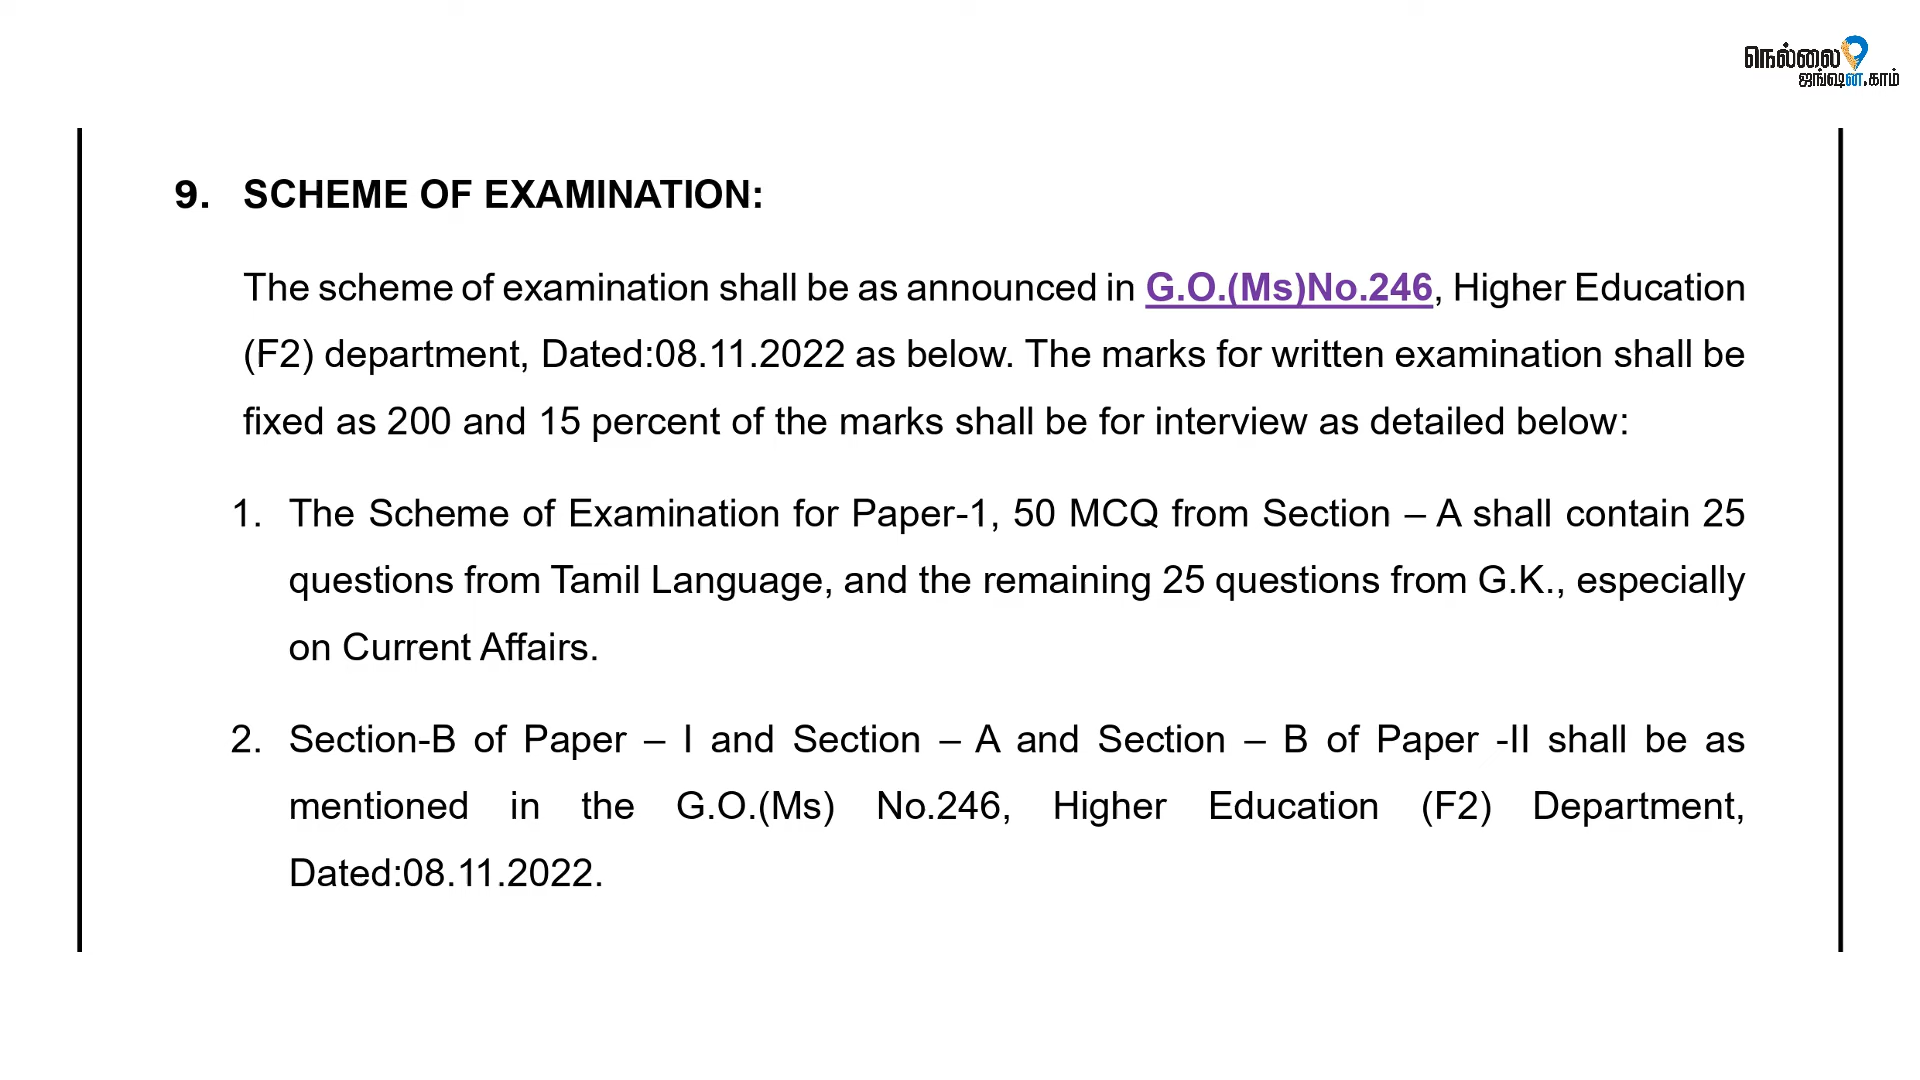 நெல்லை
ஜங்ஷன்.காம்
9. SCHEME OF EXAMINATION:
The scheme of examination shall be as announced in G.O.(Ms)No.246, Higher Education
(F2) department, Dated:08.11.2022 as below. The marks for written examination shall be
fixed as 200 and 15 percent of the marks shall be for interview as detailed below:
1. The Scheme of Examination for Paper-1, 50 MCQ from Section – A shall contain 25
questions from Tamil Language, and the remaining 25 questions from G.K., especially
on Current Affairs.
2. Section-B of Paper – I and Section – A and Section – B of Paper -II shall be as
mentioned in the G.O.(Ms) No.246, Higher Education (F2) Department,
Dated:08.11.2022.